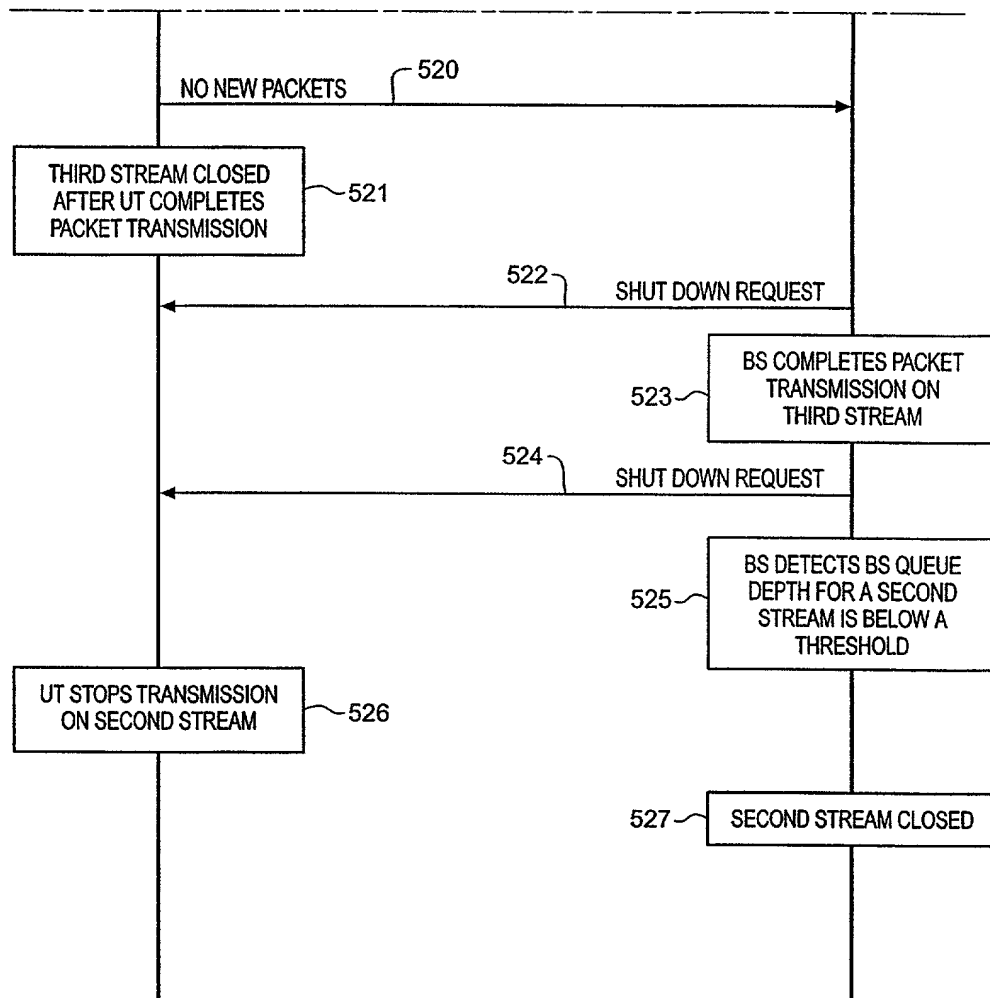 520
NO NEW PACKETS
THIRD STREAM CLOSED
AFTER UT COMPLETES
PACKET TRANSMISSION
521
522
SHUT DOWN REQUEST
BS COMPLETES PACKET
TRANSMISSION ON
THIRD STREAM
523
524
SHUT DOWN REQUEST
BS DETECTS BS QUEUE
DEPTH FOR A SECOND
STREAM IS BELOW A
THRESHOLD
525
UT STOPS TRANSMISSION
ON SECOND STREAM
526
527
SECOND STREAM CLOSED